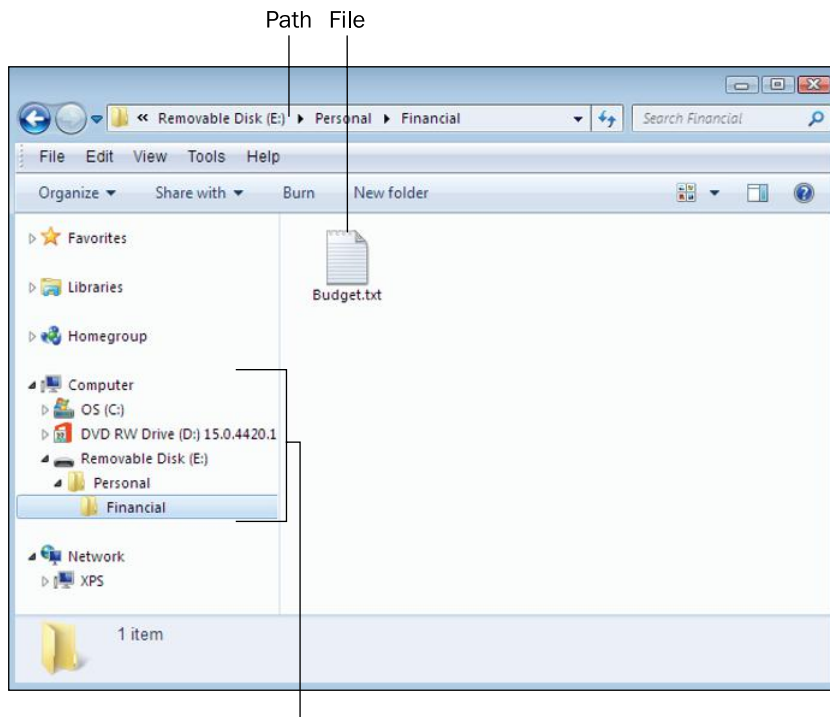 Path File
« Removable Disk (E:) ▸ Personal ▸ Financial
Search Financial
File Edit View Tools Help
Organize ▼ Share with ▼ Burn New folder
Favorites
Libraries
Budget.txt
Homegroup
Computer
OS (C:)
DVD RW Drive (D:) 15.0.4420.1
Removable Disk (E:)
Personal
Financial
Network
XPS
1 item